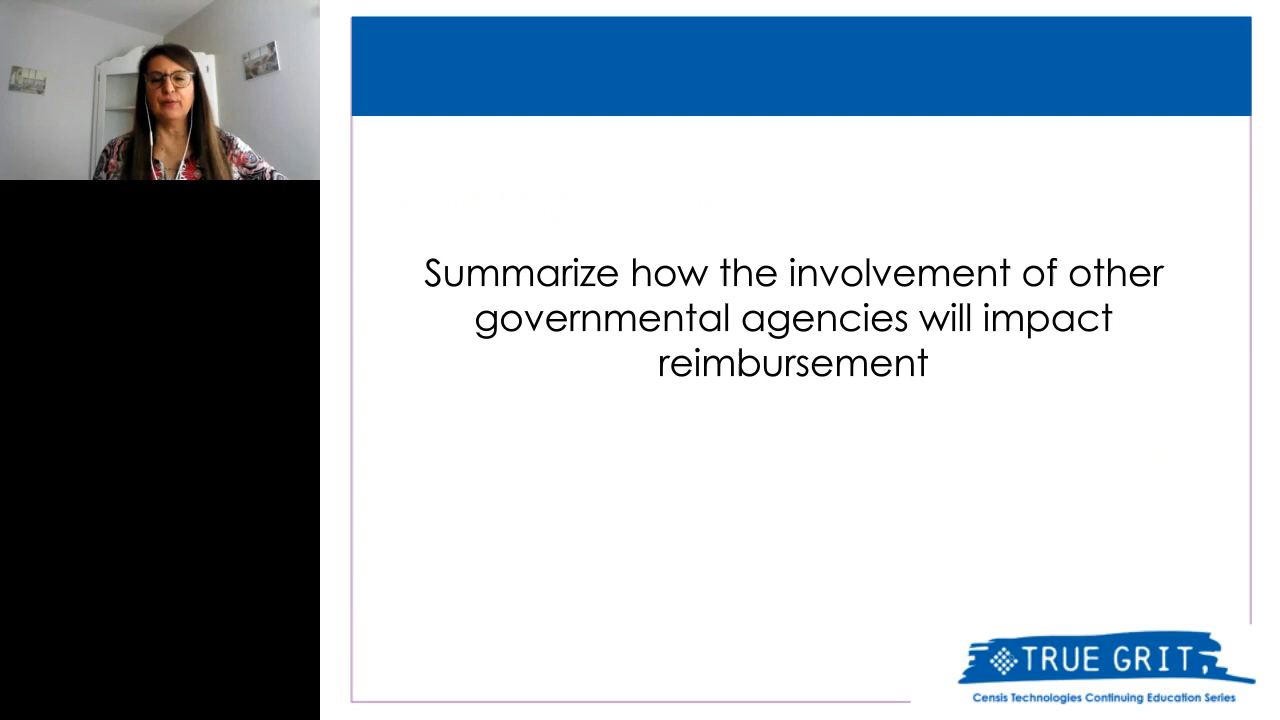 Summarize how the involvement of other
governmental agencies will impact
reimbursement
TRUE GRIT
Censis Technologies Continuing Education Series